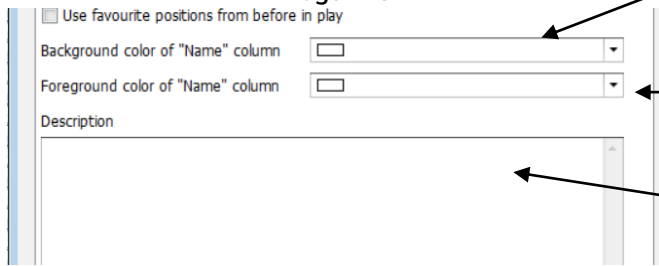 Use favourite positions from before in play
Background color of "Name" column
Foreground color of "Name" column
Description